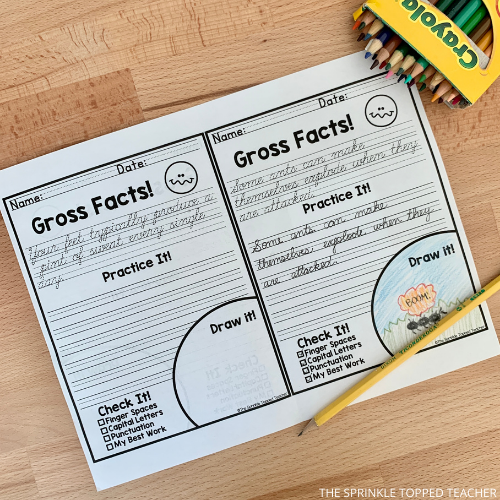 Crayola
Name:
Date:
Gross Facts!
Your feet typically produce a
pint of sweat every single
day.
Practice It!
Draw it!
Check It!
Finger Spaces
Capital Letters
Punctuation
My Best Work
Name:
Date:
Gross Facts!
Some ants can make
themselves explode when they
are attacked.
Practice It!
Some ants can make
themselves explode when they
are attacked.
Draw it!
BOOM!
Check It!
Finger Spaces
Capital Letters
Punctuation
My Best Work
THE SPRINKLE TOPPED TEACHER